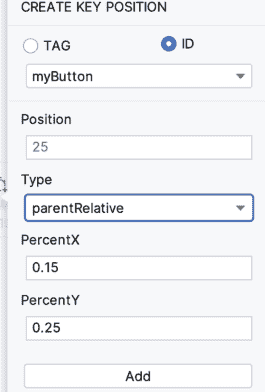 CREATE KEY POSITION
TAG ID
myButton
Position
25
Type
parentRelative
PercentX
0.15
PercentY
0.25
Add